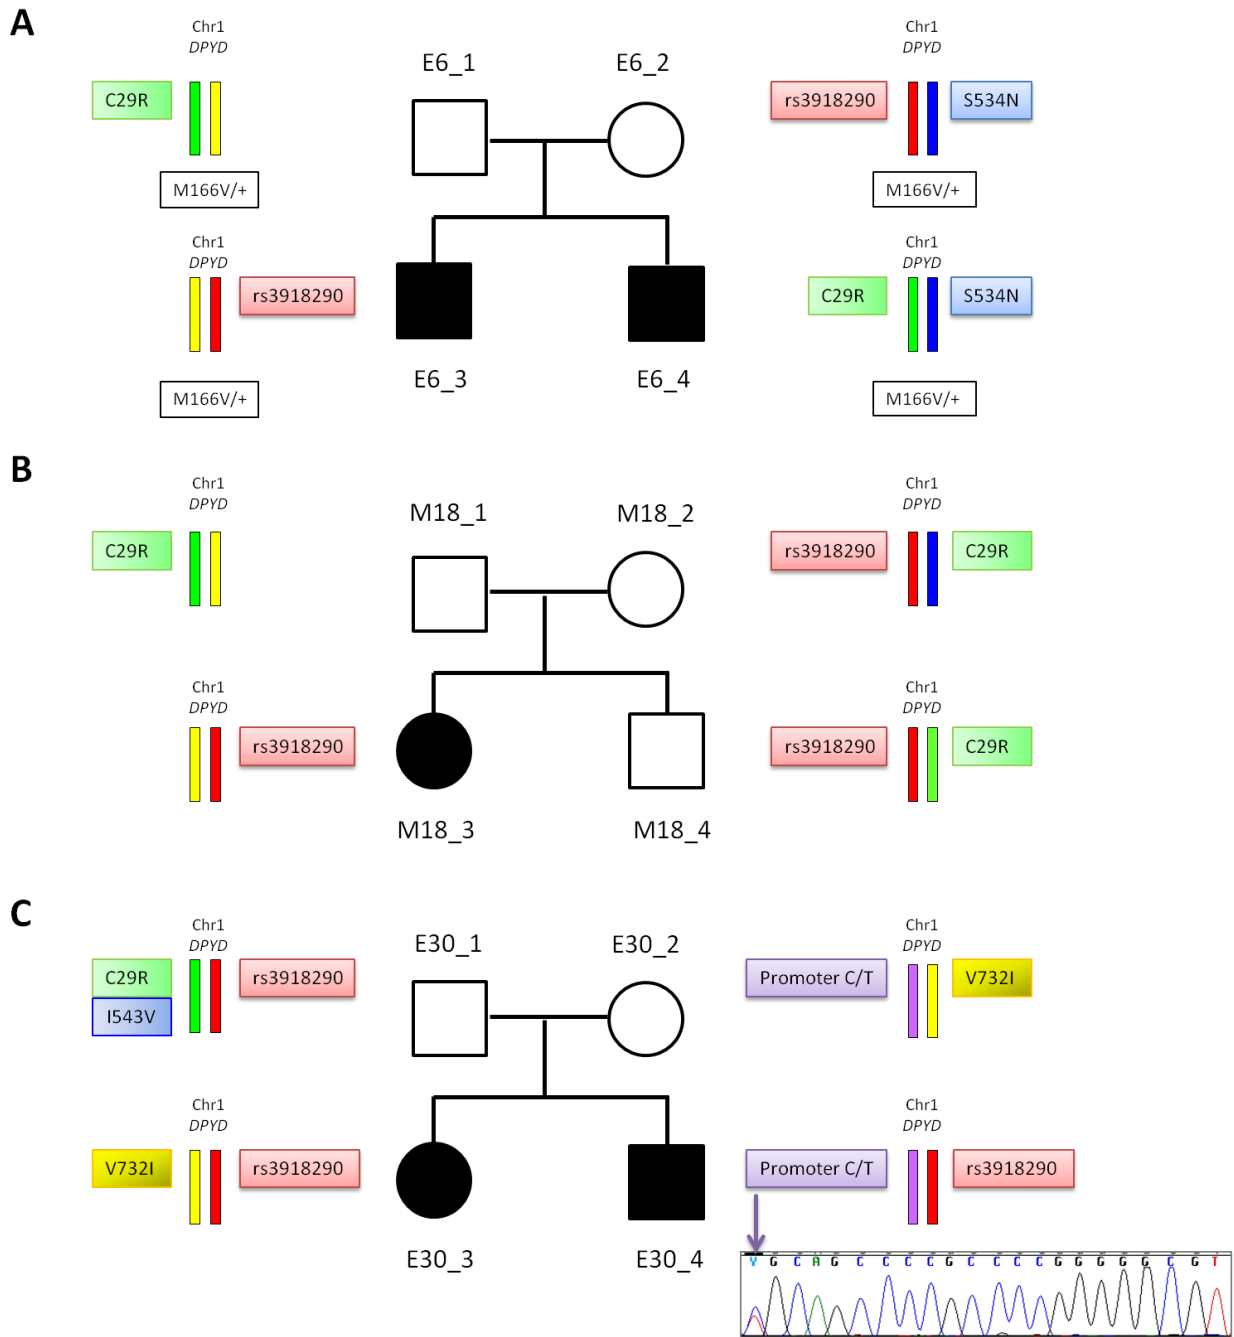 A
Chr1
DPYD
C29R
M166V/+
E6_1
E6_2
Chr1
DPYD
rs3918290
S534N
M166V/+
Chr1
DPYD
rs3918290
M166V/+
E6_3
E6_4
Chr1
DPYD
C29R
S534N
M166V/+
B
Chr1
DPYD
C29R
M18_1
M18_2
Chr1
DPYD
rs3918290
C29R
Chr1
DPYD
rs3918290
M18_3
M18_4
Chr1
DPYD
rs3918290
C29R
C
Chr1
DPYD
C29R
I543V
rs3918290
E30_1
E30_2
Chr1
DPYD
Promoter C/T
V732I
Chr1
DPYD
V732I
rs3918290
E30_3
E30_4
Chr1
DPYD
Promoter C/T
rs3918290
Y G C A G C C C C G C C C C G G G G G C G T